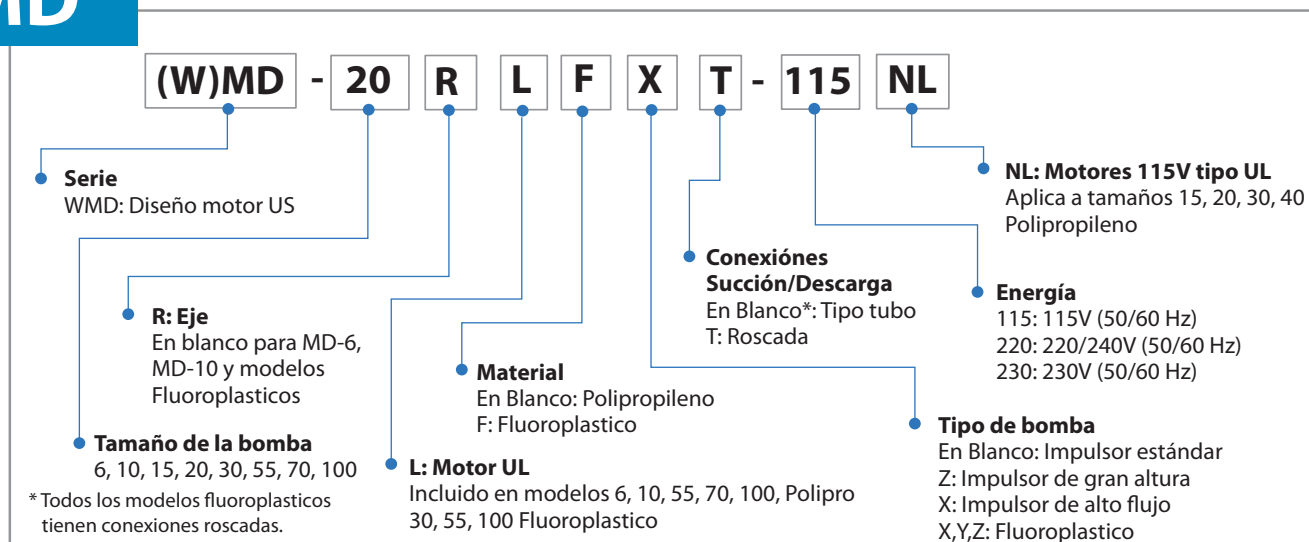 MD
(W)MD - 20 R L F X T - 115 NL
Serie
WMD: Diseño motor US
NL: Motores 115V tipo UL
Aplica a tamaños 15, 20, 30, 40
Polipropileno
R: Eje
En blanco para MD-6,
MD-10 y modelos
Fluoroplasticos
Conexiónes
Succión/Descarga
En Blanco*: Tipo tubo
T: Roscada
Energía
115: 115V (50/60 Hz)
220: 220/240V (50/60 Hz)
230: 230V (50/60 Hz)
Material
En Blanco: Polipropileno
F: Fluoroplastico
Tamaño de la bomba
6, 10, 15, 20, 30, 55, 70, 100
* Todos los modelos fluoroplasticos
tienen conexiones roscadas.
L: Motor UL
Incluido en modelos 6, 10, 55, 70, 100, Polipro
30, 55, 100 Fluoroplastico
Tipo de bomba
En Blanco: Impulsor estándar
Z: Impulsor de gran altura
X: Impulsor de alto flujo
X,Y,Z: Fluoroplastico